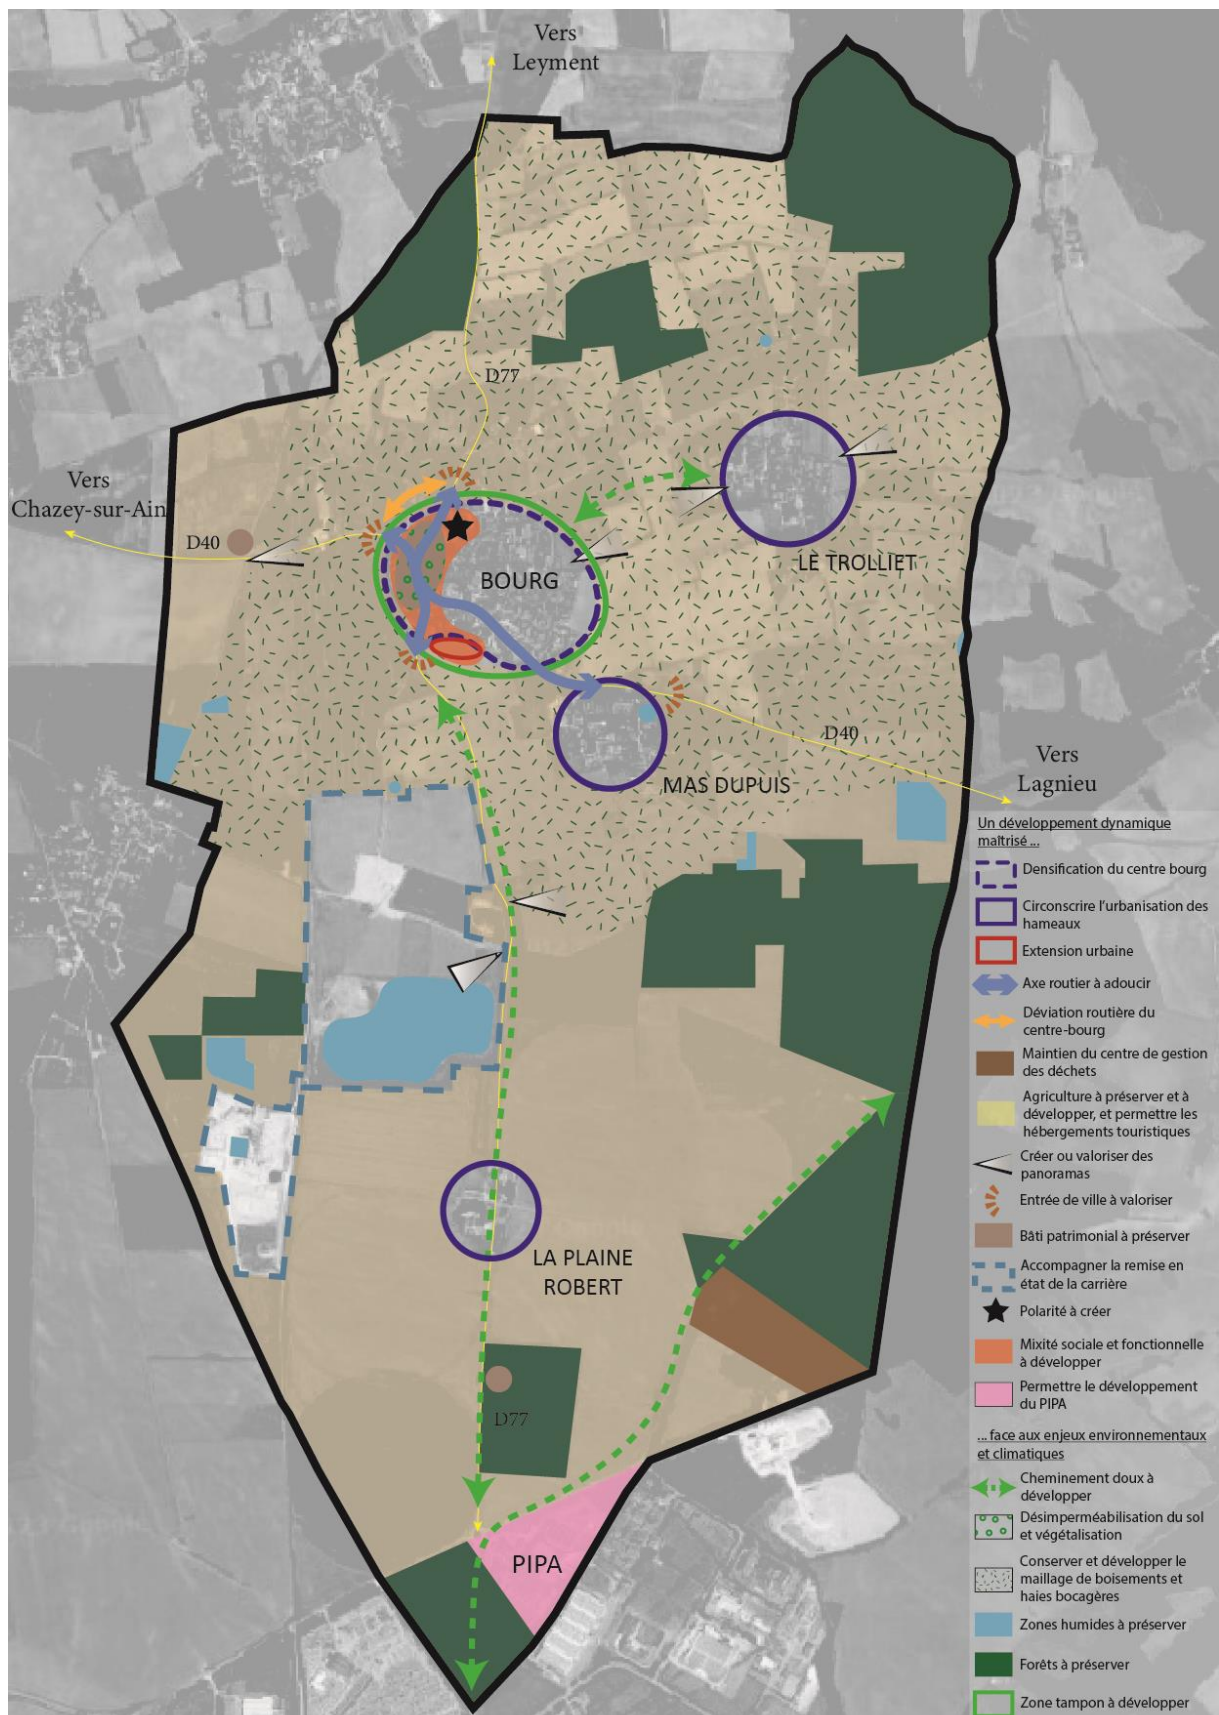 Vers
Leyment
D77
Vers
Chazey-sur-Ain
D40
LE TROLLIET
BOURG
D40
Vers
Lagnieu
MAS DUPUIS
LA PLAINE
ROBERT
D77
PIPA
Un développement dynamique
maîtrisé ...
Densification du centre bourg
Circonscrire l'urbanisation des
hameaux
Extension urbaine
Axe routier à adoucir
Déviation routière du
centre-bourg
Maintien du centre de gestion
des déchets
Agriculture à préserver et à
développer, et permettre les
hébergements touristiques
Créer ou valoriser des
panoramas
Entrée de ville à valoriser
Bâti patrimonial à préserver
Accompagner la remise en
état de la carrière
Polarité à créer
Mixité sociale et fonctionnelle
à développer
Permettre le développement
du PIPA
... face aux enjeux environnementaux
et climatiques
Cheminement doux à
développer
Désimperméabilisation du sol
et végétalisation
Conserver et développer le
maillage de boisements et
haies bocagères
Zones humides à préserver
Forêts à préserver
Zone tampon à développer